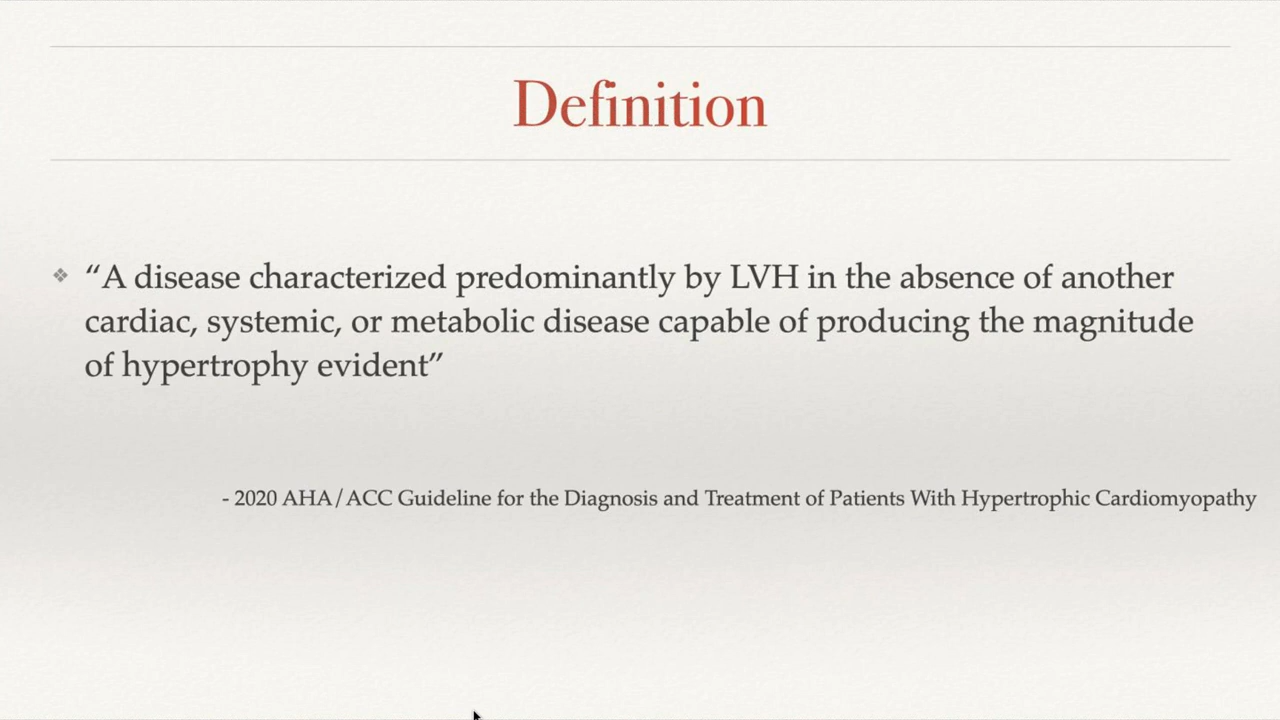 Definition
“A disease characterized predominantly by LVH in the absence of another
cardiac, systemic, or metabolic disease capable of producing the magnitude
of hypertrophy evident”
- 2020 AHA/ACC Guideline for the Diagnosis and Treatment of Patients With Hypertrophic Cardiomyopathy